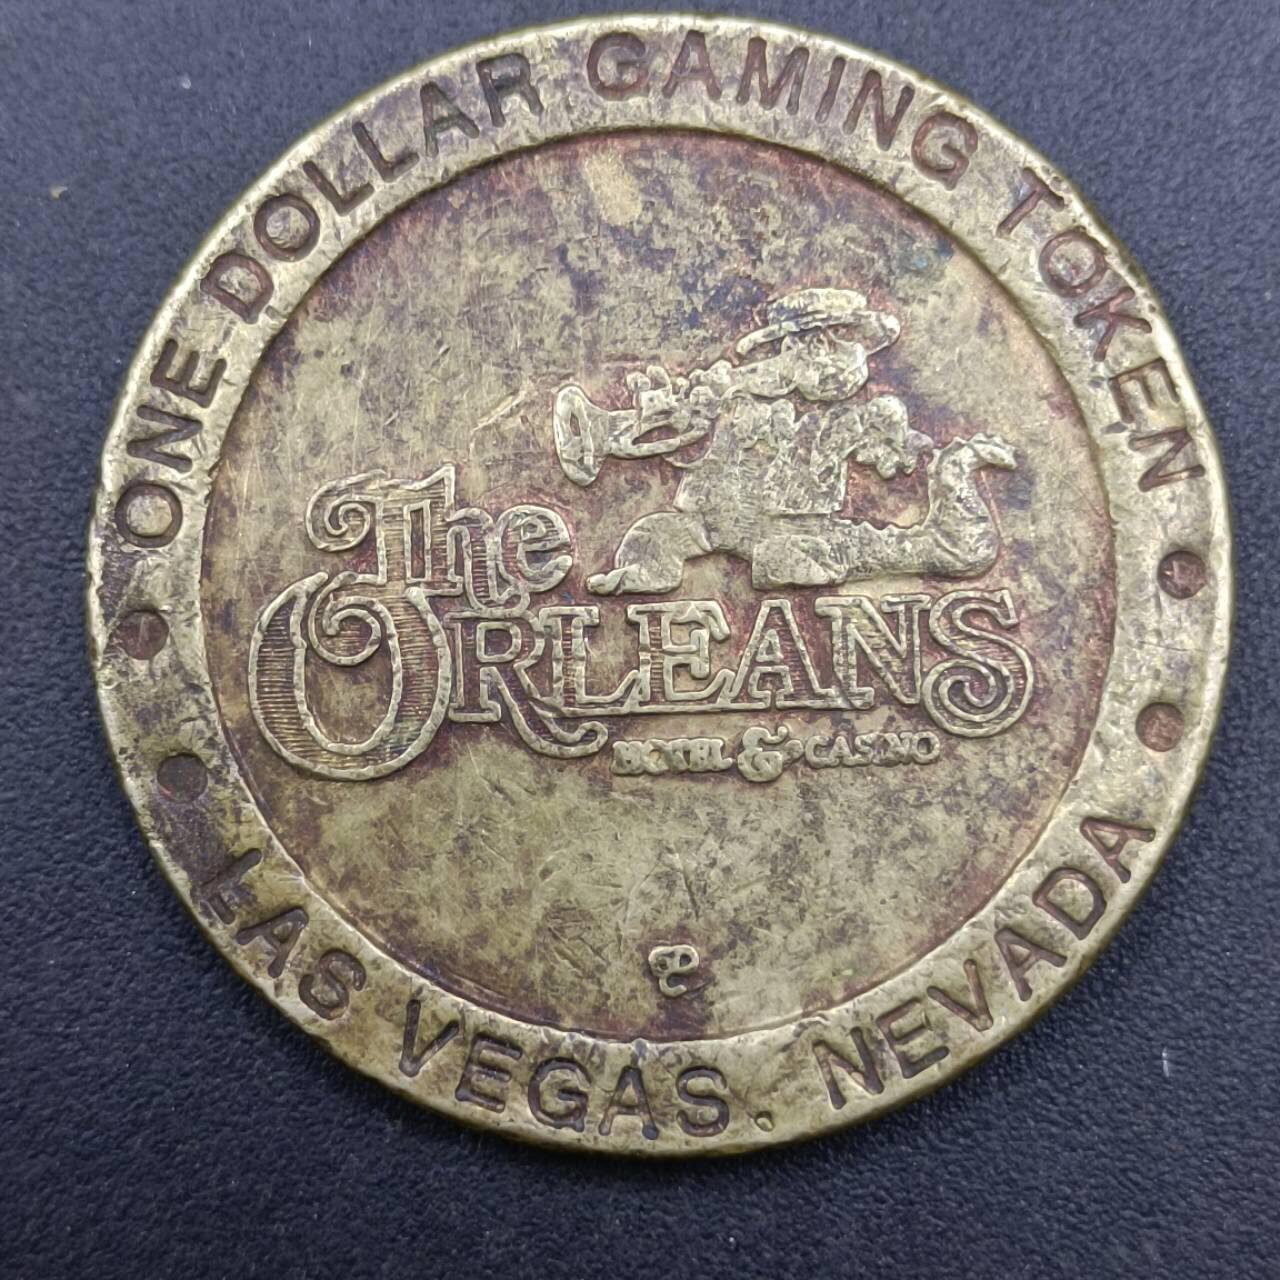 ONE DOLLAR GAMING TOKEN
The
ORLEANS
HOTEL & CASINO
LAS VEGAS, NEVADA